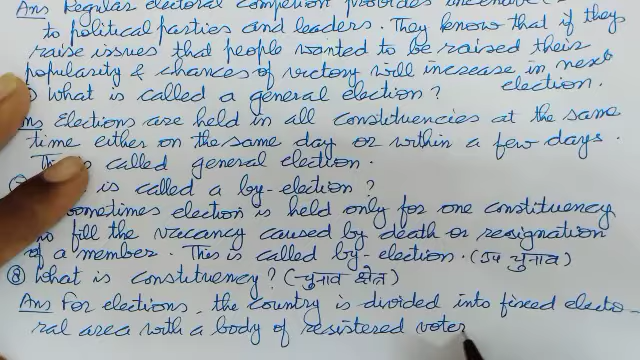 Ans Regular electoral competion provides incentive
to political parties and leaders. They know that if they
raise issues that people wanted to be raised their
popularity & chances of victory will increase in next
election.
What is called a general election?
Ans Elections are held in all constituencies at the same
time either on the same day or within a few days.
This is called general election.
is called a by-election?
Sometimes election is held only for one constituency
to fill the vacancy caused by death or resignation
of a member. This is called by-election. (उप चुनाव)
⑧ What is constituency? (चुनाव क्षेत्र)
Ans For elections, the country is divided into fixed electo-
ral area with a body of resistered voter